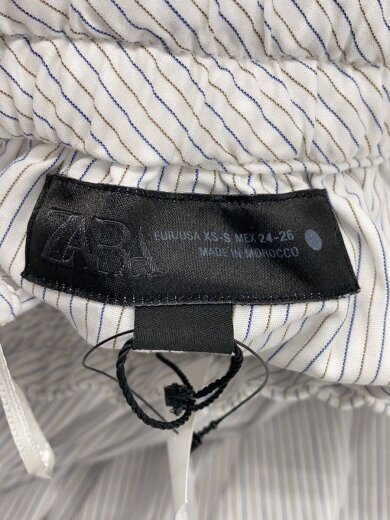 ZARA
EUR/USA XS-S MEX 24-26
MADE IN MOROCCO